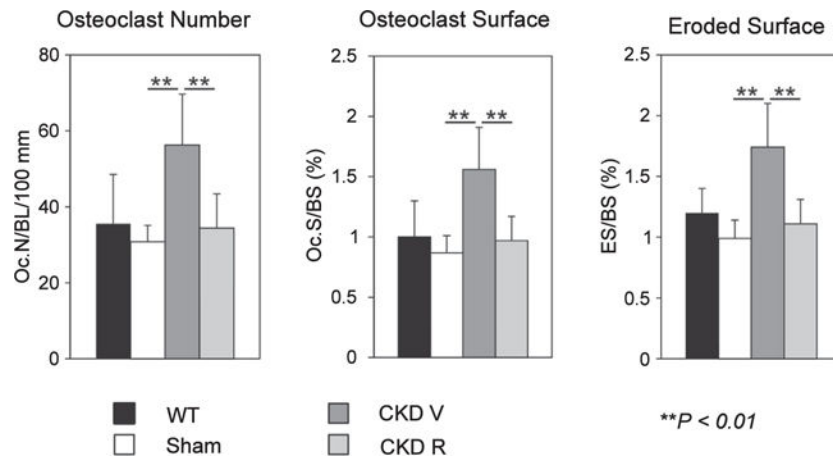 Osteoclast Number
Osteoclast Surface
Eroded Surface
Oc.N/BL/100 mm
80
60
40
20
0
** **
Oc.S/BS (%)
2.5
2
1.5
1
0.5
0
** **
ES/BS (%)
2.5
2
1.5
1
0.5
0
** **
WT
Sham
CKD V
CKD R
**P < 0.01